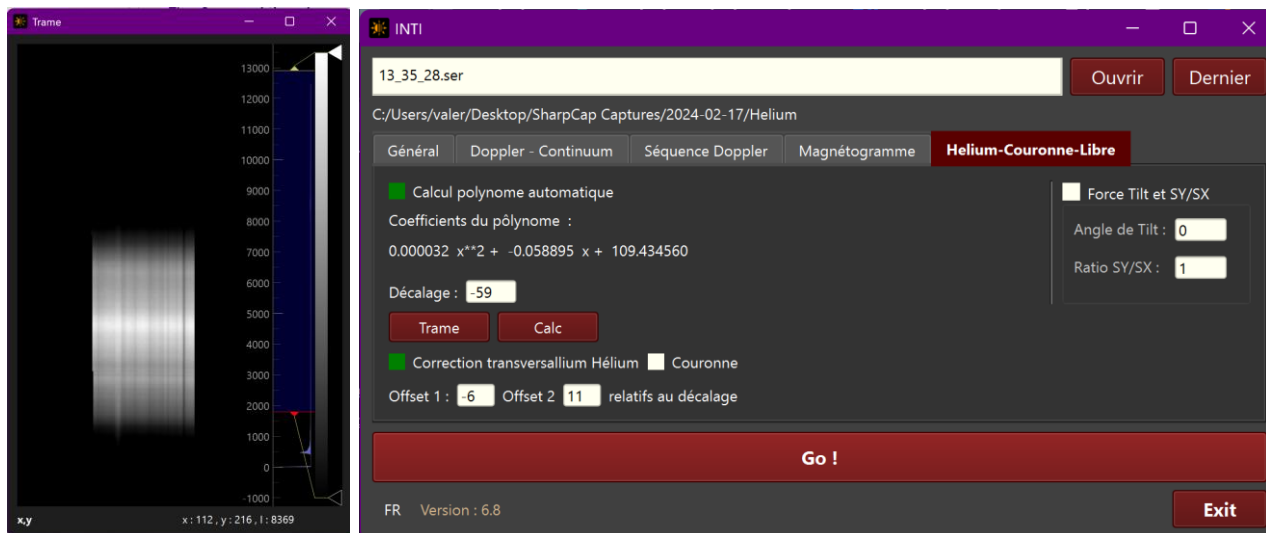 Trame
13000
12000
11000
10000
9000
8000
7000
6000
5000
4000
3000
2000
1000
0
-1000
x,y x : 112 , y : 216 , I : 8369
INTI
13_35_28.ser Ouvrir Dernier
C:/Users/valer/Desktop/SharpCap Captures/2024-02-17/Helium
Général Doppler - Continuum Séquence Doppler Magnétogramme Helium-Couronne-Libre
Calcul polynome automatique
Coefficients du pôlynome :
0.000032 x**2 + -0.058895 x + 109.434560
Décalage : -59
Trame Calc
Correction transversallium Hélium Couronne
Offset 1 : -6 Offset 2 11 relatifs au décalage
Force Tilt et SY/SX
Angle de Tilt : 0
Ratio SY/SX : 1
Go !
FR Version : 6.8 Exit